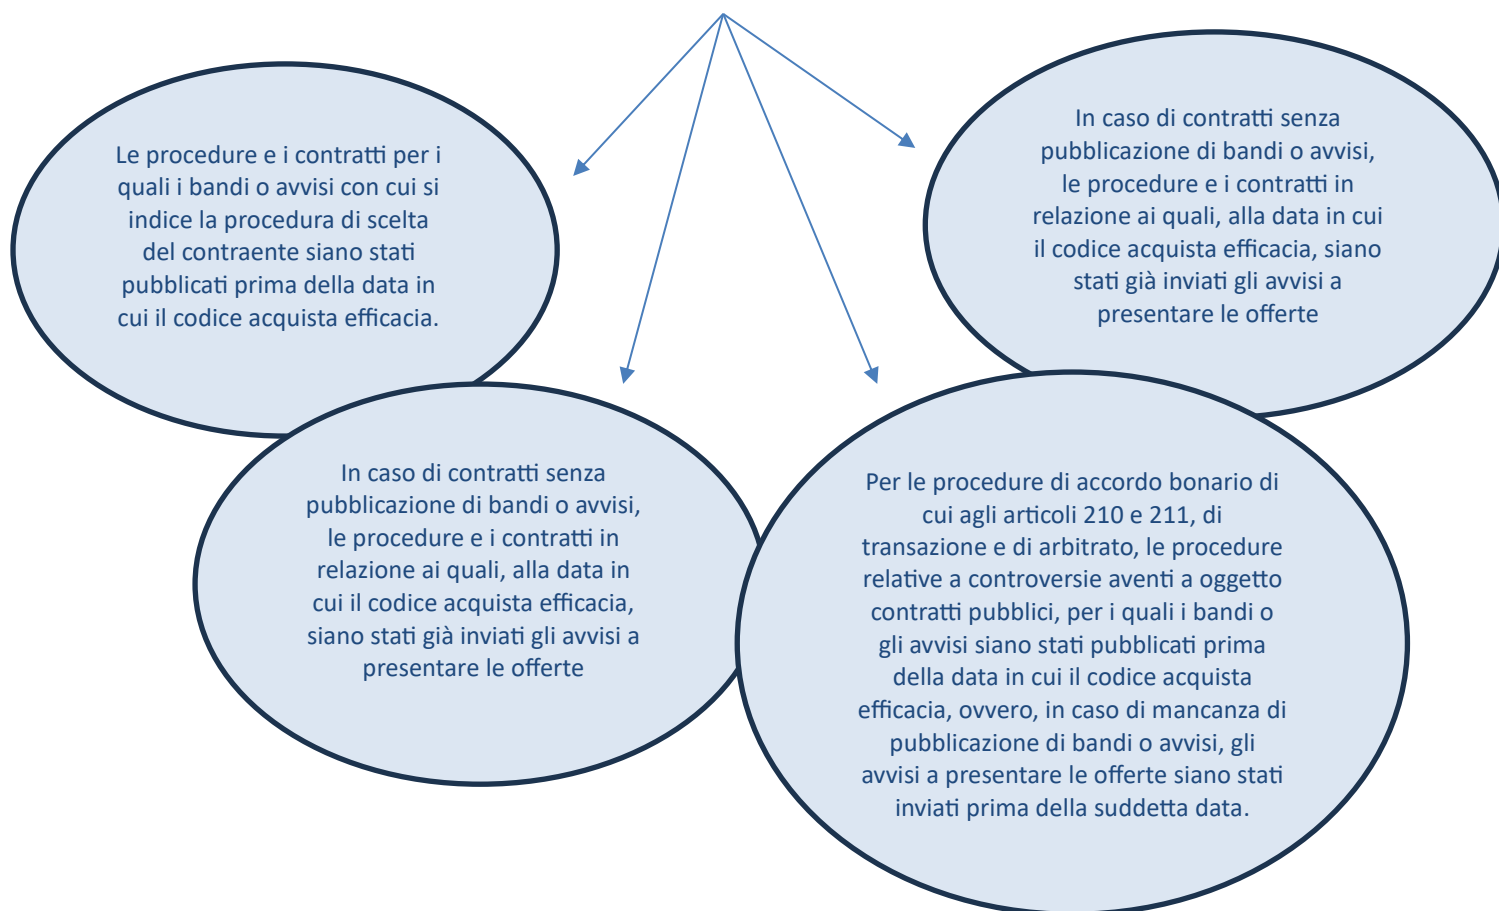 Le procedure e i contratti per i
quali i bandi o avvisi con cui si
indice la procedura di scelta
del contraente siano stati
pubblicati prima della data in
cui il codice acquista efficacia.
In caso di contratti senza
pubblicazione di bandi o avvisi,
le procedure e i contratti in
relazione ai quali, alla data in cui
il codice acquista efficacia, siano
stati già inviati gli avvisi a
presentare le offerte
In caso di contratti senza
pubblicazione di bandi o avvisi,
le procedure e i contratti in
relazione ai quali, alla data in
cui il codice acquista efficacia,
siano stati già inviati gli avvisi a
presentare le offerte
Per le procedure di accordo bonario di
cui agli articoli 210 e 211, di
transazione e di arbitrato, le procedure
relative a controversie aventi a oggetto
contratti pubblici, per i quali i bandi o
gli avvisi siano stati pubblicati prima
della data in cui il codice acquista
efficacia, ovvero, in caso di mancanza di
pubblicazione di bandi o avvisi, gli
avvisi a presentare le offerte siano stati
inviati prima della suddetta data.